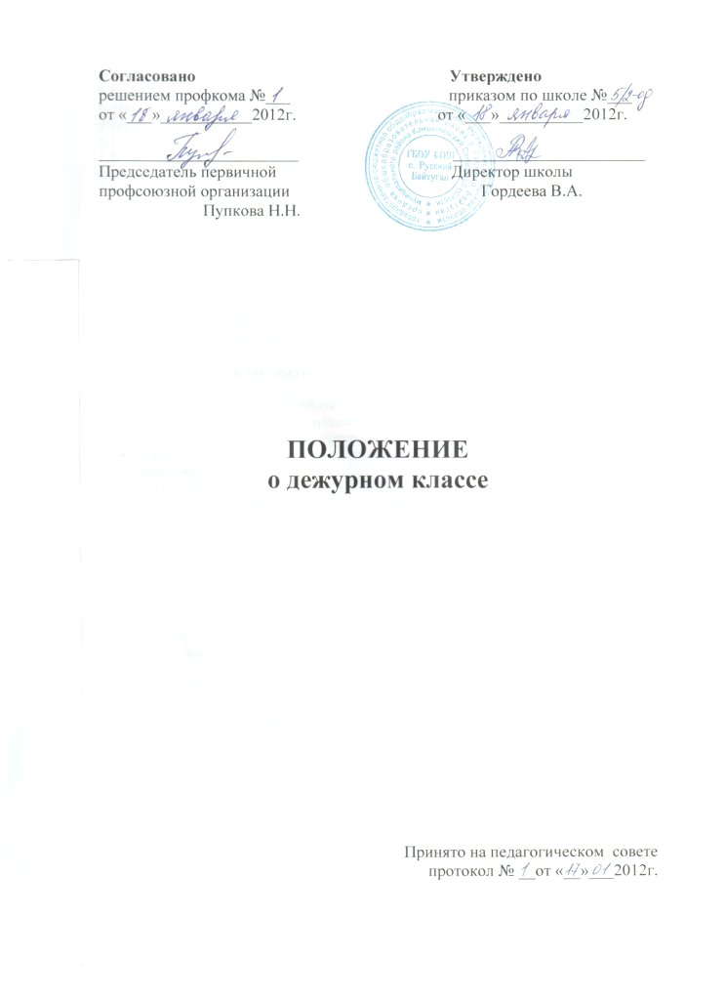 Согласовано
решением профкома № 1
от «18» января 2012г.
Председатель первичной
профсоюзной организации
Пупкова Н.Н.
Утверждено
приказом по школе № 5/2-од
от «18» января 2012г.
Директор школы
Гордеева В.А.
ГБОУ СОШ
с. Русский
Байтуган
ПОЛОЖЕНИЕ
о дежурном классе
Принято на педагогическом совете
протокол № 1 от «17» 01 2012г.